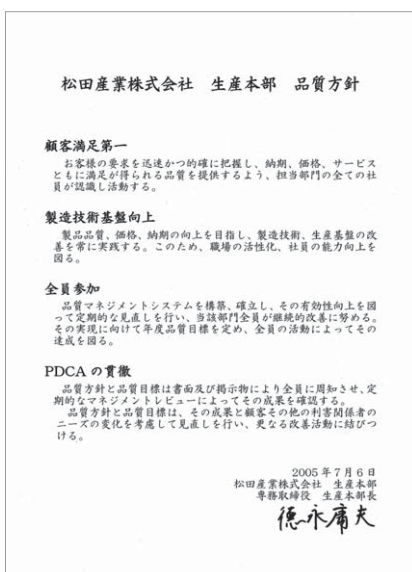 松田産業株式会社 生産本部 品質方針
顧客満足第一
お客様の要求を迅速かつ的確に把握し、納期、価格、サービス
ともに満足が得られる品質を提供するよう、担当部門の全ての社
員が認識し活動する。
製造技術基盤向上
製品品質、価格、納期の向上を目指し、製造技術、生産基盤の改
善を常に実践する。このため、職場の活性化、社員の能力向上を
図る。
全員参加
品質マネジメントシステムを構築、確立し、その有効性向上を図
って定期的な見直しを行い、当該部門全員が継続的改善に努める。
その実現に向けて年度品質目標を定め、全員の活動によってその
達成を図る。
PDCA の貫徹
品質方針と品質目標は書面及び掲示物により全員に周知させ、定
期的なマネジメントレビューによってその成果を確認する。
品質方針と品質目標は、その成果と顧客その他の利害関係者の
ニーズの変化を考慮して見直しを行い、更なる改善活動に結びつ
ける。
2005 年 7 月 6 日
松田産業株式会社 生産本部
専務取締役 生産本部長
徳永庸夫